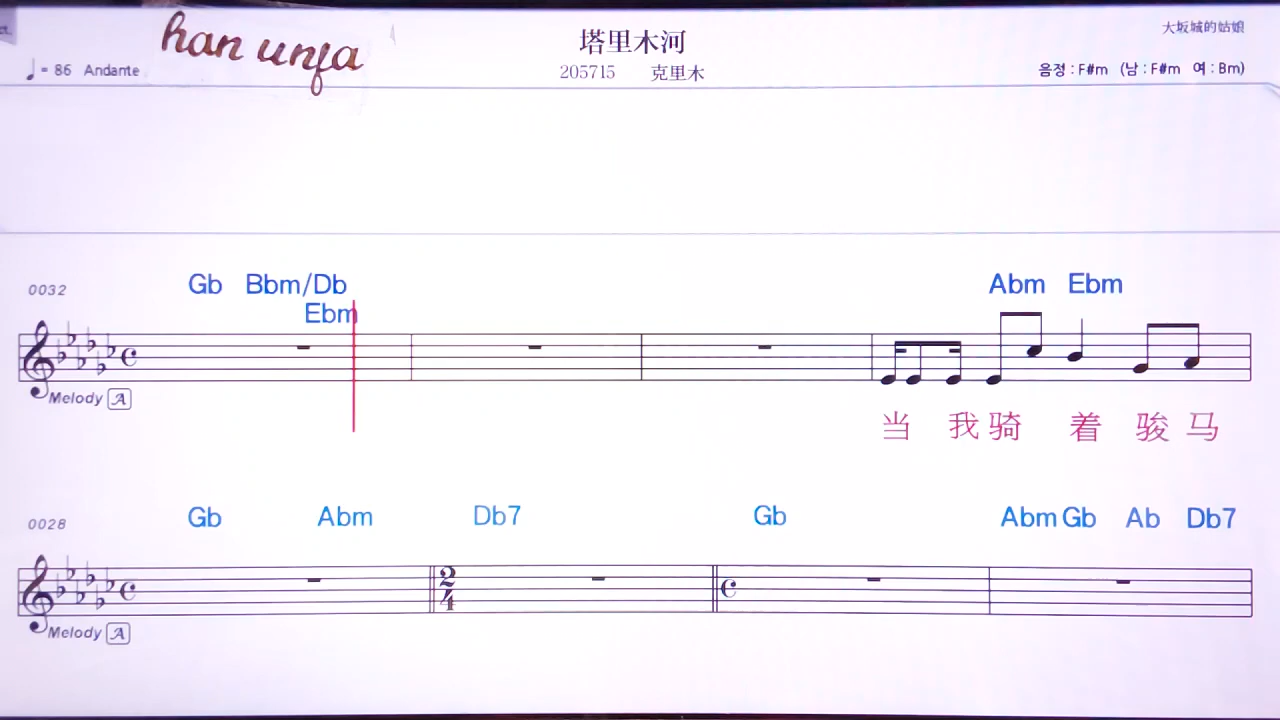 han unfa
塔里木河
大坂城的姑娘
♩= 86 Andante
205715 克里木
음정 : F#m (남 : F#m 여 : Bm)
0032
Gb Bbm/Db Abm Ebm
Ebm
Melody A
当 我 骑 着 骏 马
0028
Gb Abm Db7 Gb Abm Gb Ab Db7
2
4
Melody A